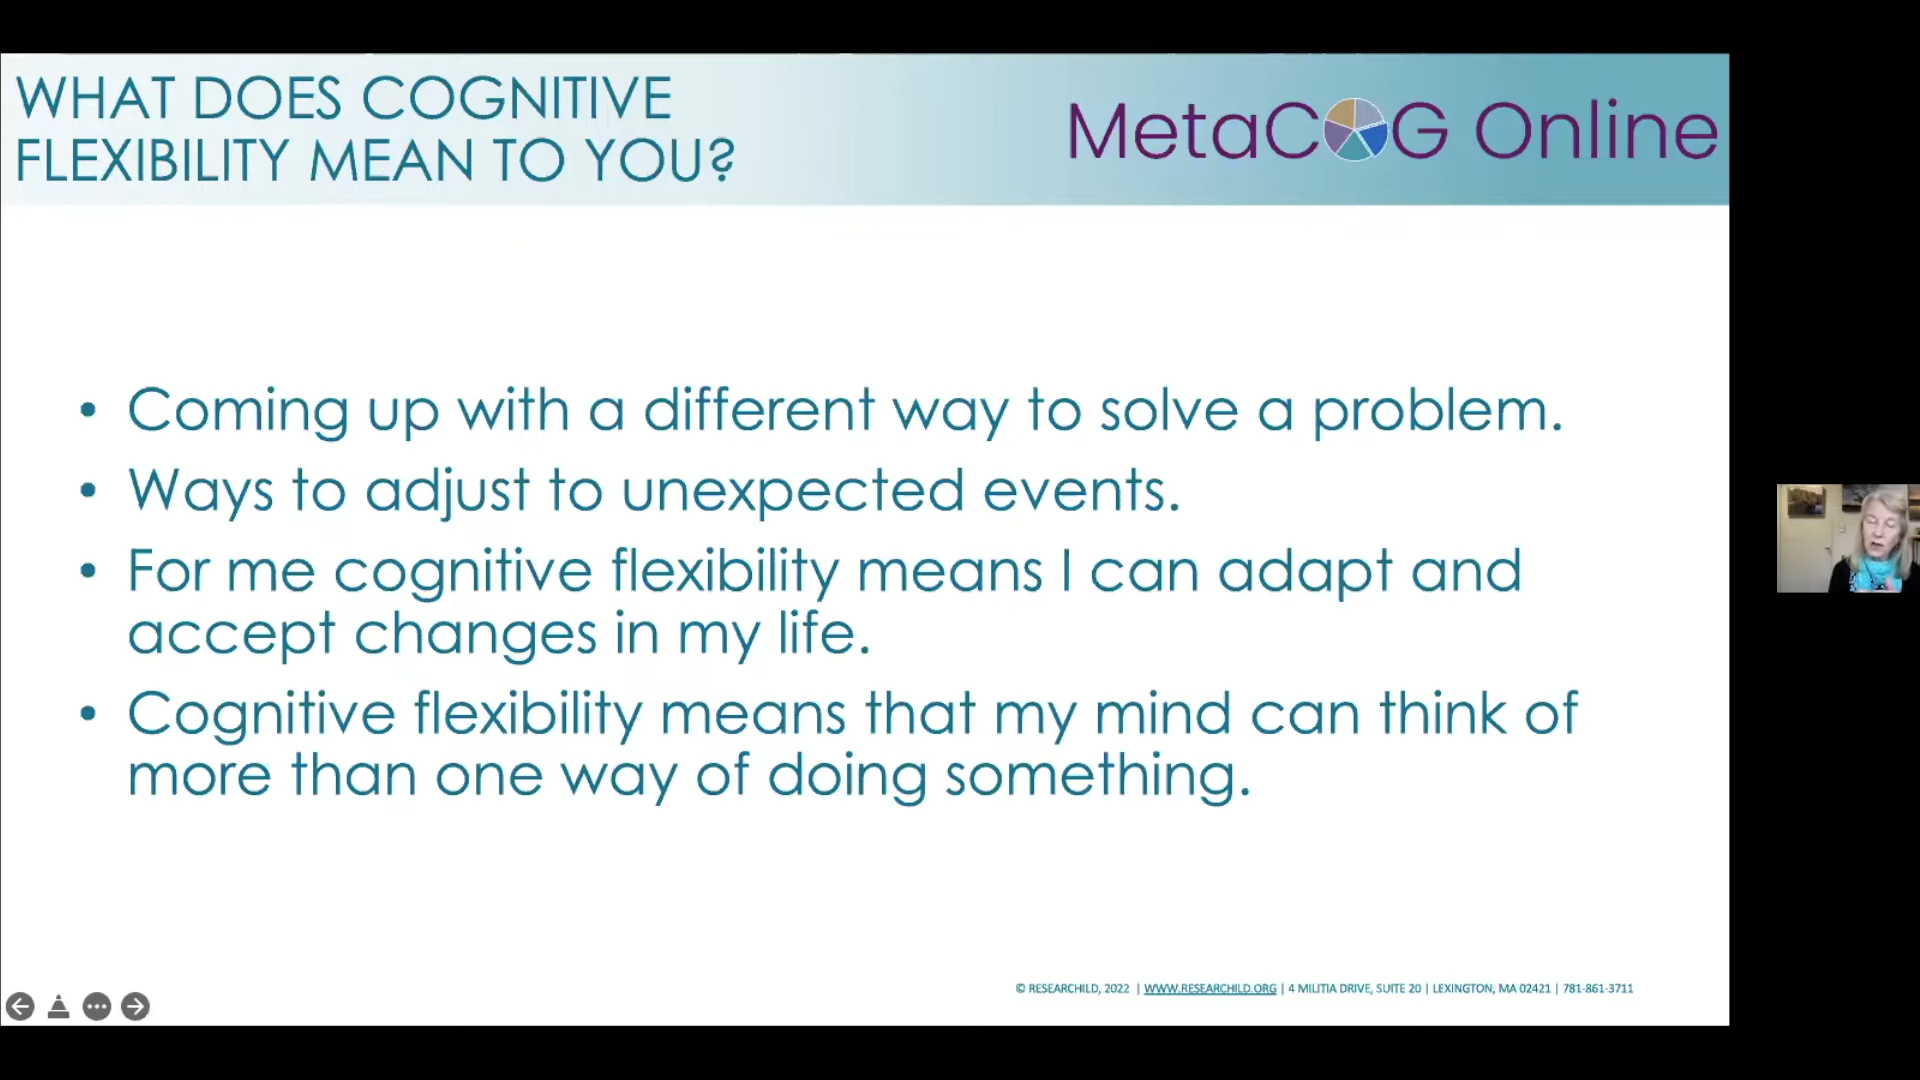 WHAT DOES COGNITIVE
FLEXIBILITY MEAN TO YOU?
MetaCOG Online
• Coming up with a different way to solve a problem.
• Ways to adjust to unexpected events.
• For me cognitive flexibility means I can adapt and
accept changes in my life.
• Cognitive flexibility means that my mind can think of
more than one way of doing something.
© RESEARCHILD, 2022 | WWW.RESEARCHILD.ORG | 4 MILITIA DRIVE, SUITE 20 | LEXINGTON, MA 02421 | 781-861-3711